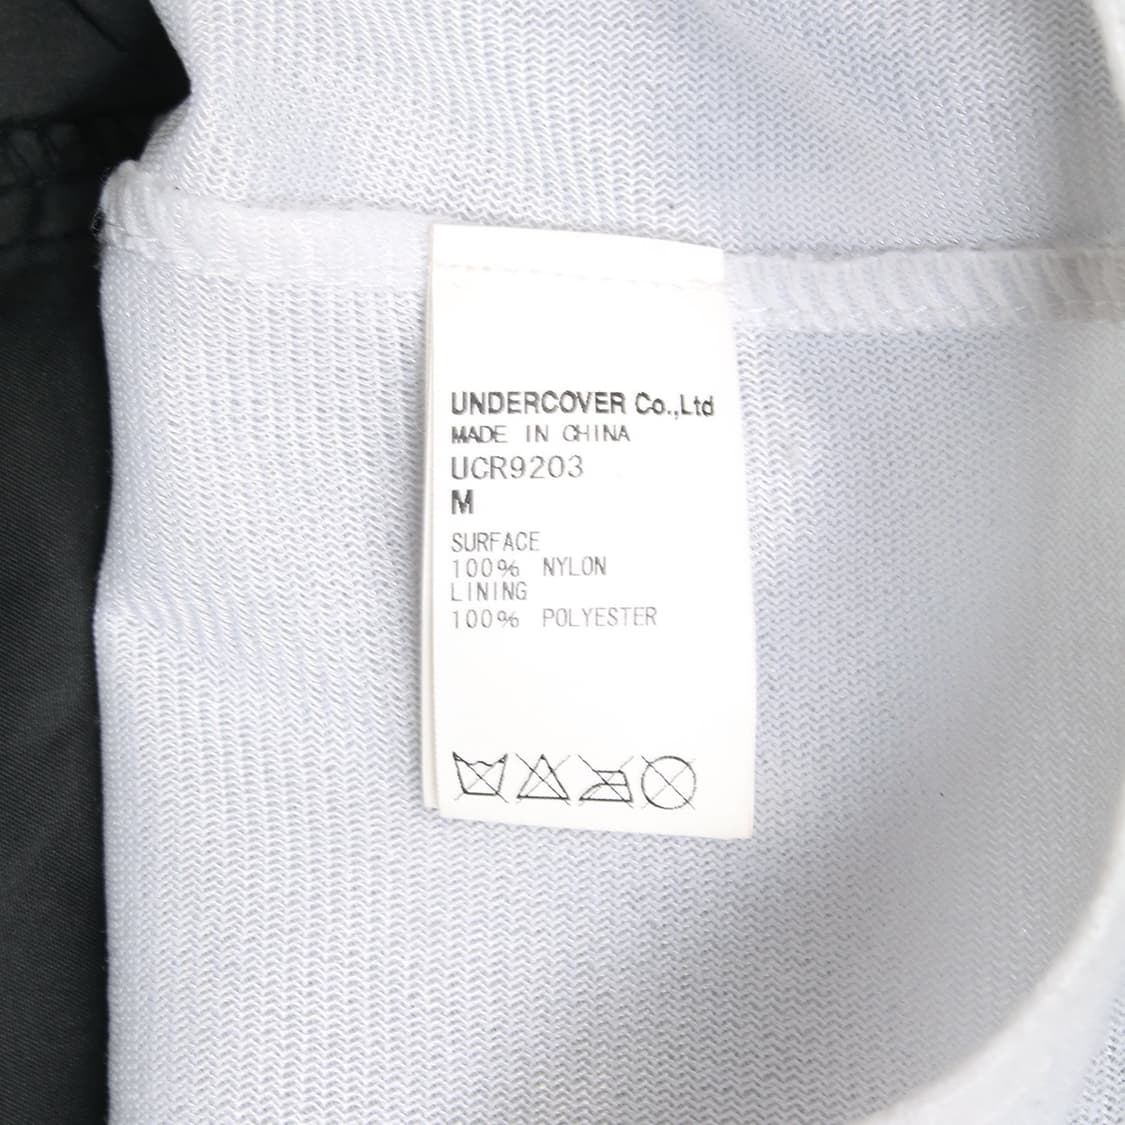 UNDERCOVER Co.,Ltd
MADE IN CHINA
UCR9203
M
SURFACE
100% NYLON
LINING
100% POLYESTER